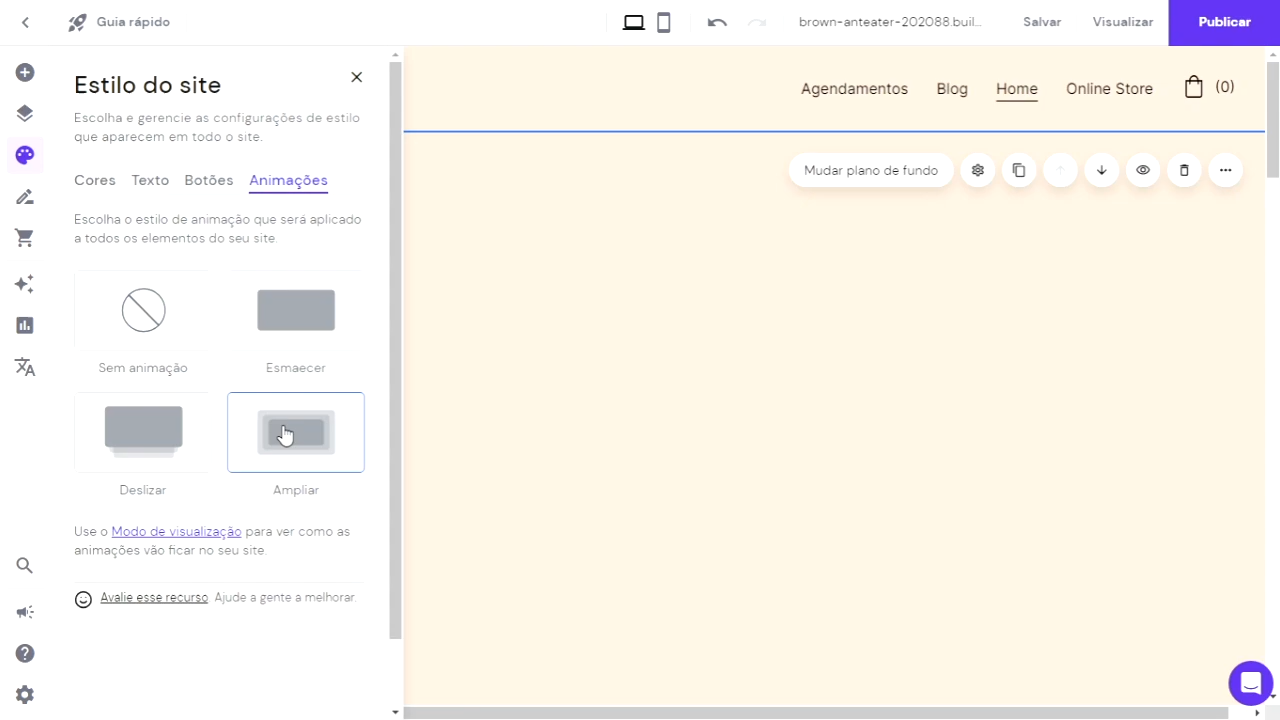 Guia rápido
brown-anteater-202088.buil...
Salvar
Visualizar
Publicar
Estilo do site
Escolha e gerencie as configurações de estilo
que aparecem em todo o site.
Cores Texto Botões Animações
Escolha o estilo de animação que será aplicado
a todos os elementos do seu site.
Sem animação
Esmaecer
Deslizar
Ampliar
Use o Modo de visualização para ver como as
animações vão ficar no seu site.
Avalie esse recurso Ajude a gente a melhorar.
Agendamentos Blog Home Online Store (0)
Mudar plano de fundo